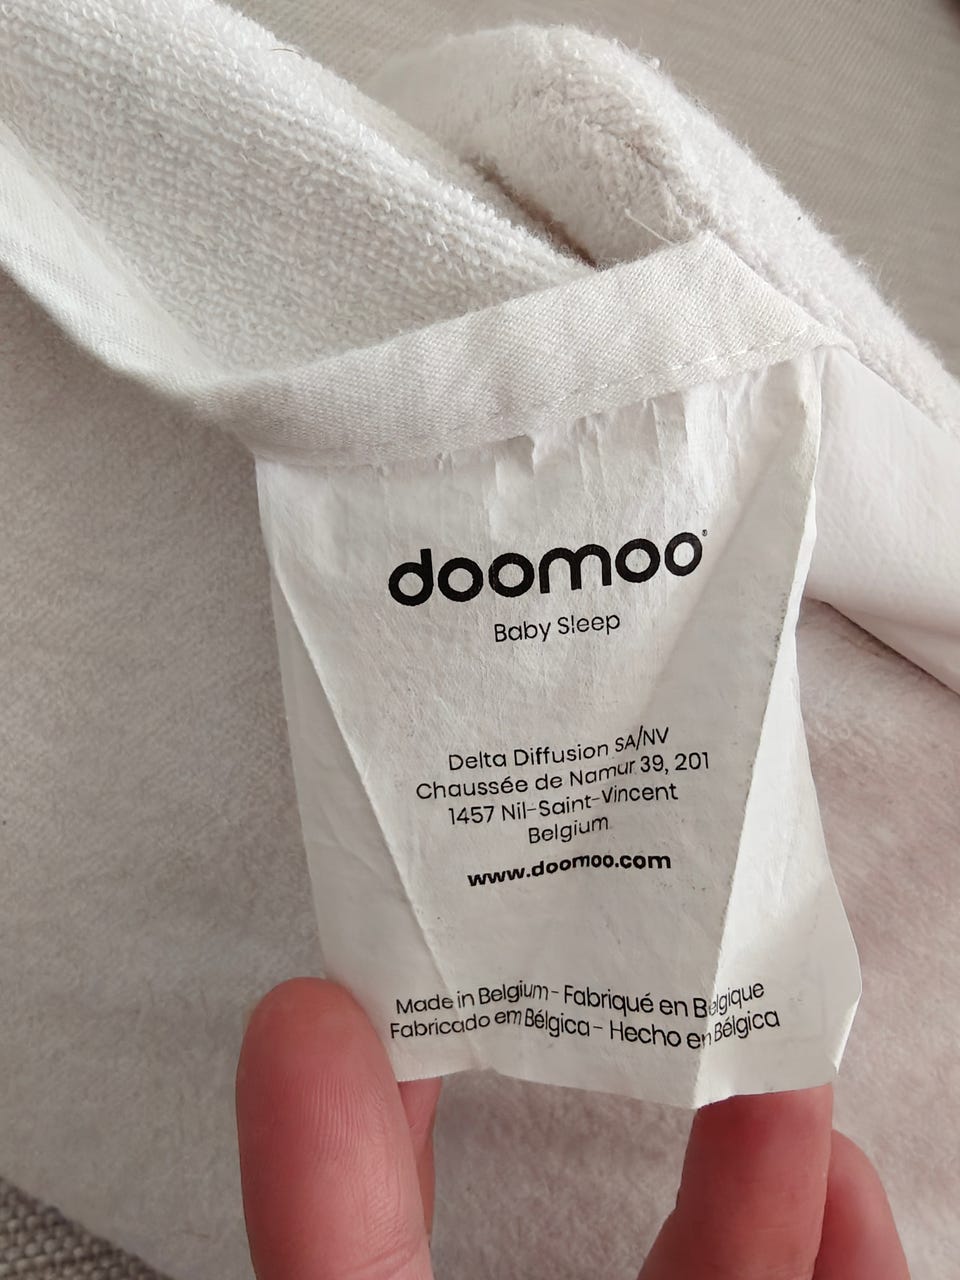 doomoo®
Baby Sleep
Delta Diffusion SA/NV
Chaussée de Namur 39, 201
1457 Nil-Saint-Vincent
Belgium
www.doomoo.com
Made in Belgium - Fabriqué en Belgique
Fabricado em Bélgica - Hecho en Bélgica